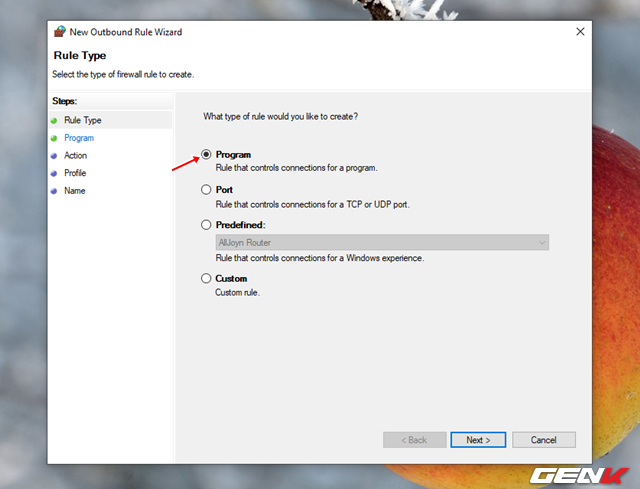 New Outbound Rule Wizard
Rule Type
Select the type of firewall rule to create.
Steps:
Rule Type
Program
Action
Profile
Name
What type of rule would you like to create?
Program
Rule that controls connections for a program.
Port
Rule that controls connections for a TCP or UDP port.
Predefined:
AllJoyn Router
Rule that controls connections for a Windows experience.
Custom
Custom rule.
< Back
Next >
Cancel
GENK